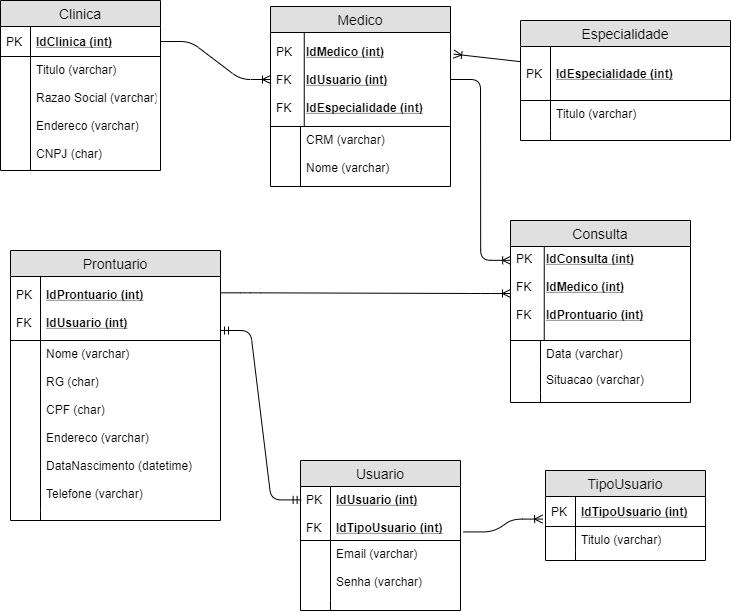 Clinica
PK IdClinica (int)
Titulo (varchar)
Razao Social (varchar)
Endereco (varchar)
CNPJ (char)
Medico
PK IdMedico (int)
FK IdUsuario (int)
FK IdEspecialidade (int)
CRM (varchar)
Nome (varchar)
Especialidade
PK IdEspecialidade (int)
Titulo (varchar)
Consulta
PK IdConsulta (int)
FK IdMedico (int)
FK IdProntuario (int)
Data (varchar)
Situacao (varchar)
Prontuario
PK IdProntuario (int)
FK IdUsuario (int)
Nome (varchar)
RG (char)
CPF (char)
Endereco (varchar)
DataNascimento (datetime)
Telefone (varchar)
Usuario
PK IdUsuario (int)
FK IdTipoUsuario (int)
Email (varchar)
Senha (varchar)
TipoUsuario
PK IdTipoUsuario (int)
Titulo (varchar)